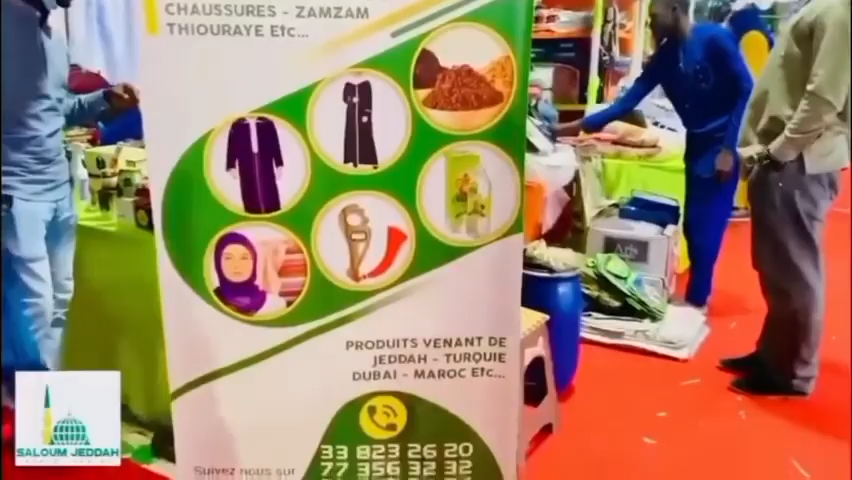 CHAUSSURES - ZAMZAM
THIOURAYE Etc...
PRODUITS VENANT DE
JEDDAH - TURQUIE
DUBAI - MAROC Etc...
33 823 26 20
77 356 32 32
Suivez nous sur
SALOUM JEDDAH